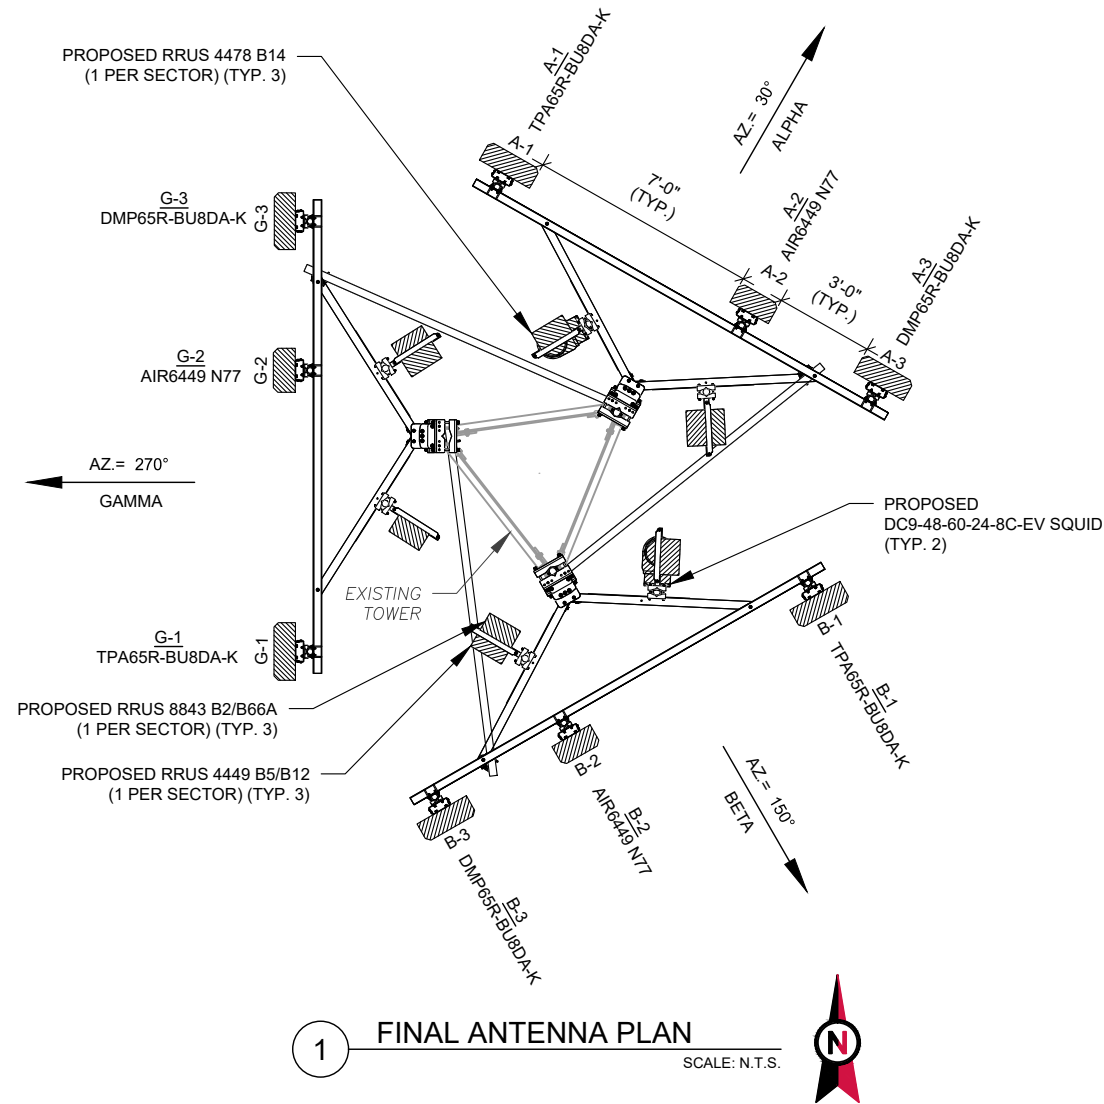 PROPOSED RRUS 4478 B14
(1 PER SECTOR) (TYP. 3)
A-1
TPA65R-BU8DA-K
A-1
AZ.= 30°
ALPHA
7'-0"
(TYP.)
A-2
AIR6449 N77
A-2
3'-0"
(TYP.)
A-3
DMP65R-BU8DA-K
A-3
G-3
DMP65R-BU8DA-K
G-3
G-2
AIR6449 N77
G-2
AZ.= 270°
GAMMA
PROPOSED
DC9-48-60-24-8C-EV SQUID
(TYP. 2)
EXISTING
TOWER
G-1
TPA65R-BU8DA-K
G-1
B-1
B-1
TPA65R-BU8DA-K
PROPOSED RRUS 8843 B2/B66A
(1 PER SECTOR) (TYP. 3)
PROPOSED RRUS 4449 B5/B12
(1 PER SECTOR) (TYP. 3)
B-2
B-2
AIR6449 N77
AZ.= 150°
BETA
B-3
B-3
DMP65R-BU8DA-K
1
FINAL ANTENNA PLAN
SCALE: N.T.S.
N